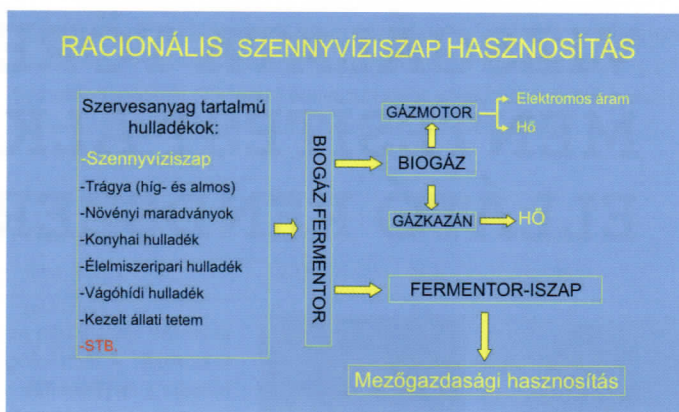 RACIONÁLIS SZENNYVÍZISZAP HASZNOSÍTÁS
Szervesanyag tartalmú
hulladékok:
-Szennyvíziszap
-Trágya (híg- és almos)
-Növényi maradványok
-Konyhai hulladék
-Élelmiszeripari hulladék
-Vágóhídi hulladék
-Kezelt állati tetem
-STB.
BIOGÁZ FERMENTOR
GÁZMOTOR
Elektromos áram
Hő
BIOGÁZ
GÁZKAZÁN
HŐ
FERMENTOR-ISZAP
Mezőgazdasági hasznosítás